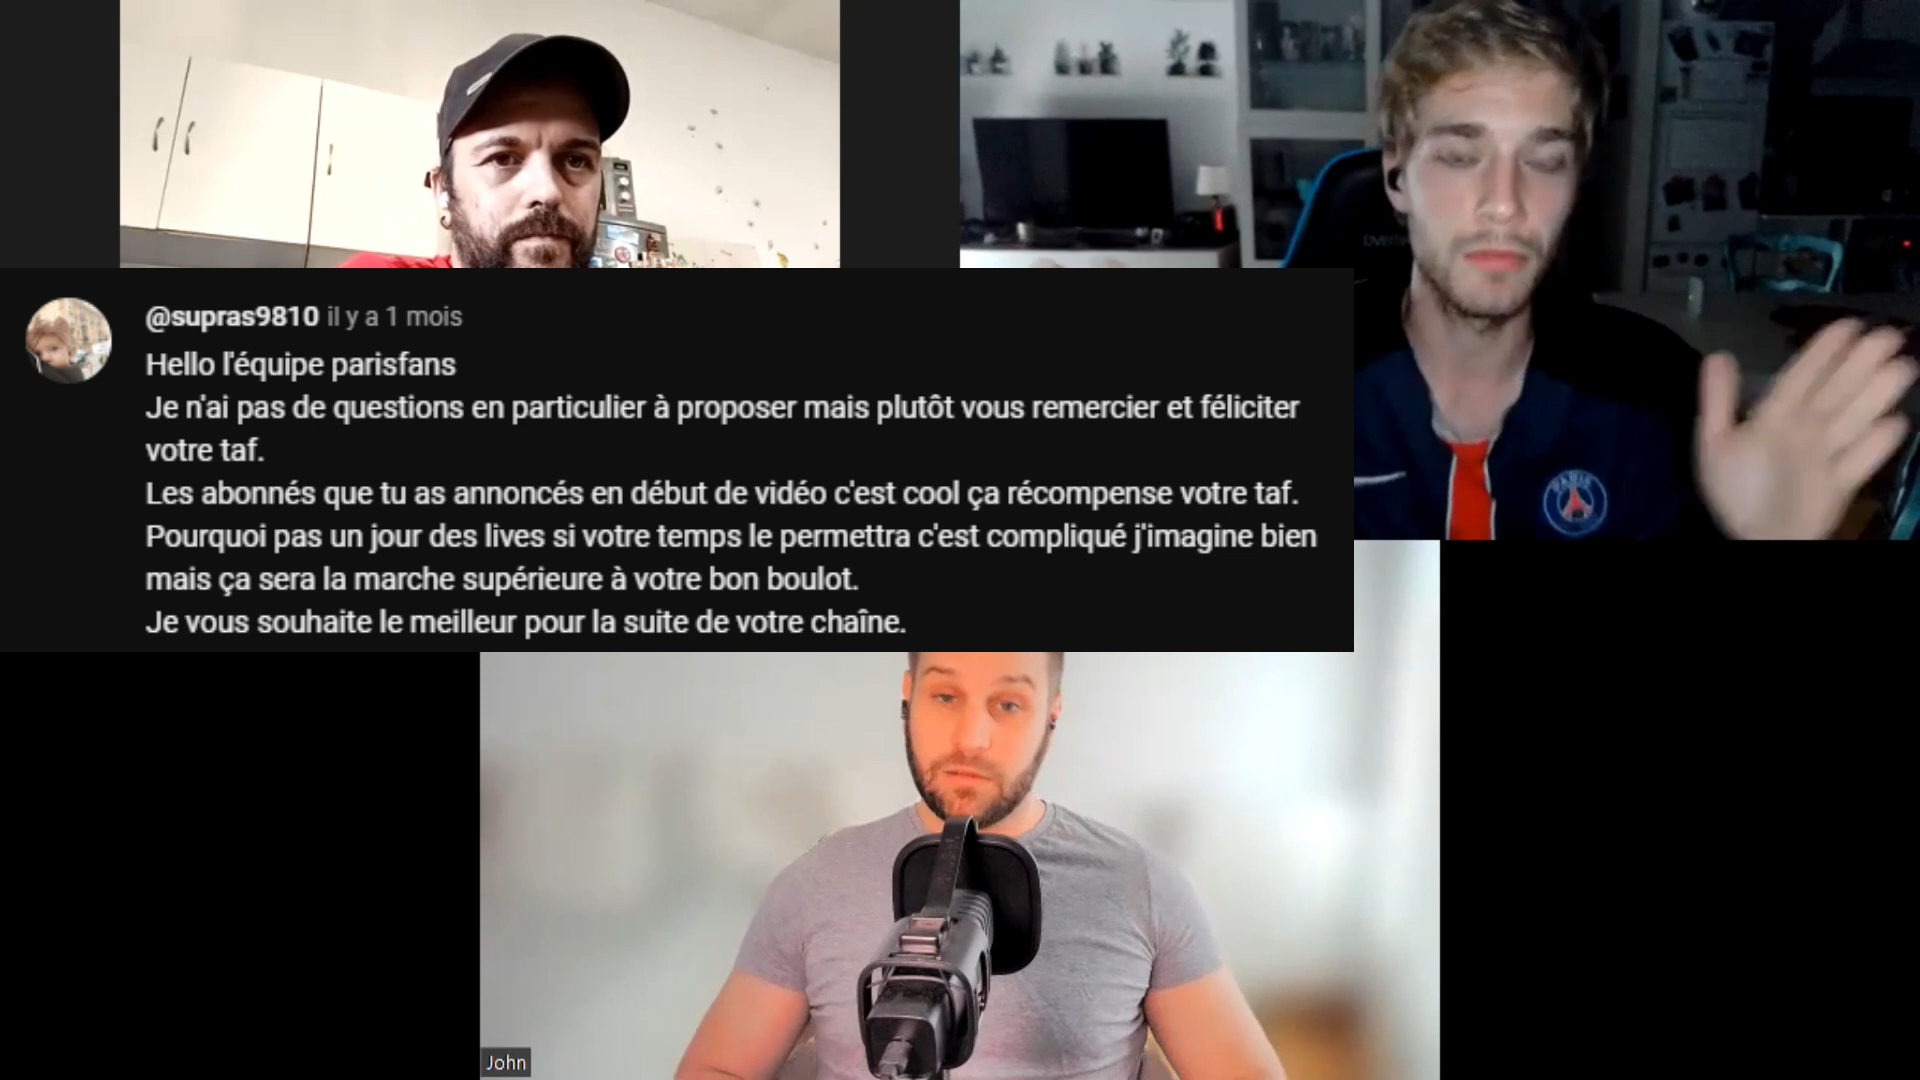 @supras9810 il y a 1 mois
Hello l'équipe parisfans
Je n'ai pas de questions en particulier à proposer mais plutôt vous remercier et féliciter
votre taf.
Les abonnés que tu as annoncés en début de vidéo c'est cool ça récompense votre taf.
Pourquoi pas un jour des lives si votre temps le permettra c'est compliqué j'imagine bien
mais ça sera la marche supérieure à votre bon boulot.
Je vous souhaite le meilleur pour la suite de votre chaîne.
PARIS
John